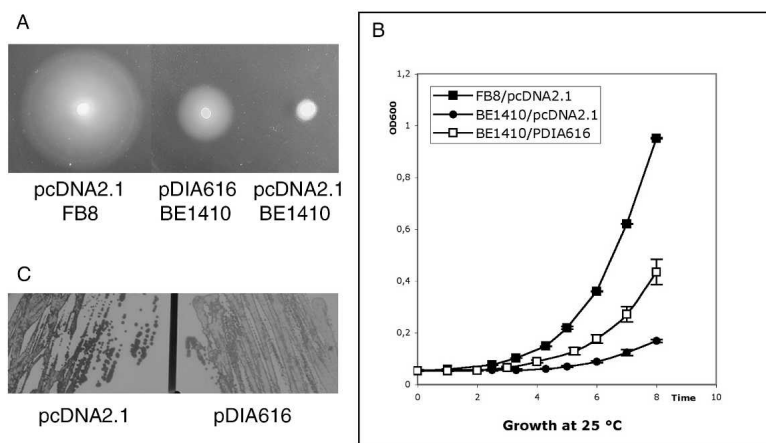 A
pcDNA2.1
FB8
pDIA616
BE1410
pcDNA2.1
BE1410
C
pcDNA2.1
pDIA616
B
OD600
1,2
1
0,8
0,6
0,4
0,2
0
FB8/pcDNA2.1
BE1410/pcDNA2.1
BE1410/PDIA616
0 2 4 6 8 Time 10
Growth at 25 °C